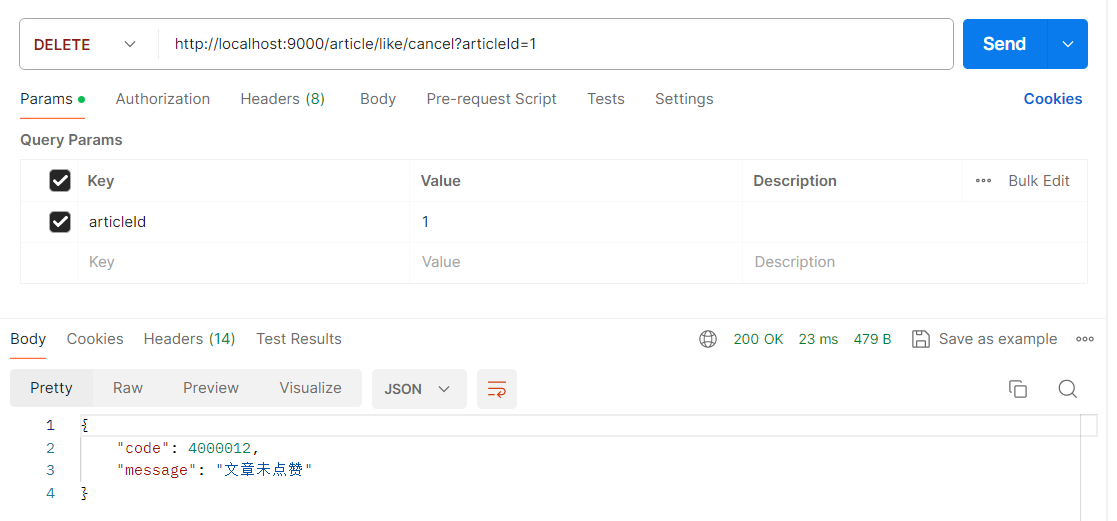 DELETE http://localhost:9000/article/like/cancel?articleId=1 Send
Params Authorization Headers (8) Body Pre-request Script Tests Settings Cookies
Query Params
Key Value Description Bulk Edit
articleId 1
Key Value Description
Body Cookies Headers (14) Test Results 200 OK 23 ms 479 B Save as example
Pretty Raw Preview Visualize JSON
1 {
2 "code": 4000012,
3 "message": "文章未点赞"
4 }